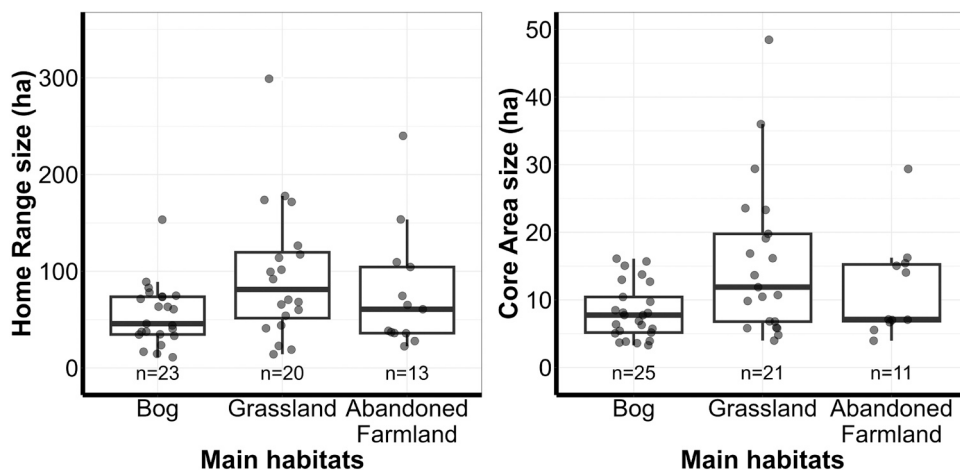 Home Range size (ha)
300
200
100
0
n=23
n=20
n=13
Bog
Grassland
Abandoned
Farmland
Main habitats
Core Area size (ha)
50
40
30
20
10
0
n=25
n=21
n=11
Bog
Grassland
Abandoned
Farmland
Main habitats